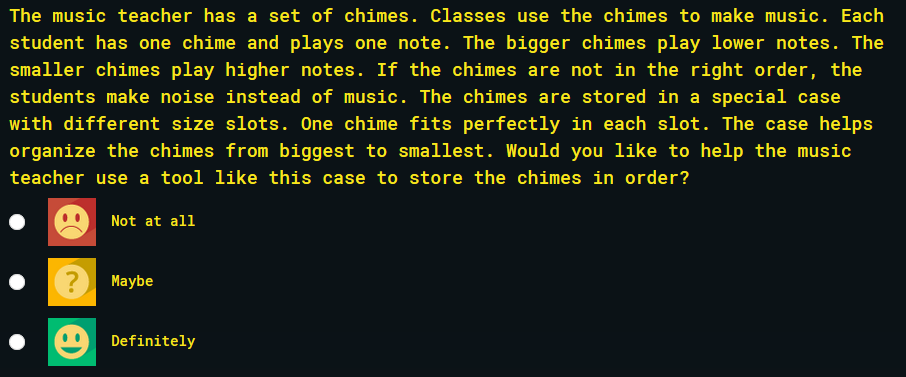 The music teacher has a set of chimes. Classes use the chimes to make music. Each
student has one chime and plays one note. The bigger chimes play lower notes. The
smaller chimes play higher notes. If the chimes are not in the right order, the
students make noise instead of music. The chimes are stored in a special case
with different size slots. One chime fits perfectly in each slot. The case helps
organize the chimes from biggest to smallest. Would you like to help the music
teacher use a tool like this case to store the chimes in order?
Not at all
? Maybe
Definitely